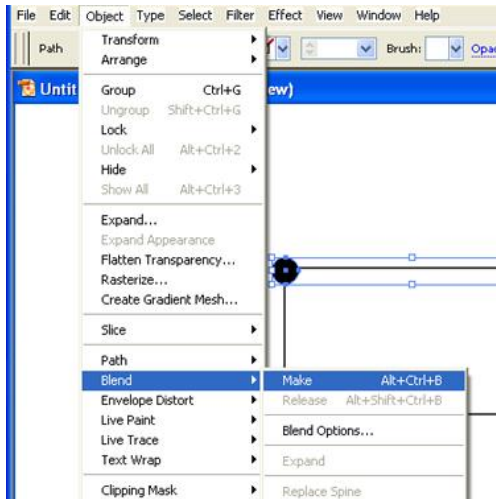 File Edit Object Type Select Filter Effect View Window Help
Path
Brush:
Opa
Untit
ew)
Transform
Arrange
Group Ctrl+G
Ungroup Shift+Ctrl+G
Lock
Unlock All Alt+Ctrl+2
Hide
Show All Alt+Ctrl+3
Expand...
Expand Appearance
Flatten Transparency...
Rasterize...
Create Gradient Mesh...
Slice
Path
Blend
Envelope Distort
Live Paint
Live Trace
Text Wrap
Clipping Mask
Make Alt+Ctrl+B
Release Alt+Shift+Ctrl+B
Blend Options...
Expand
Replace Spine